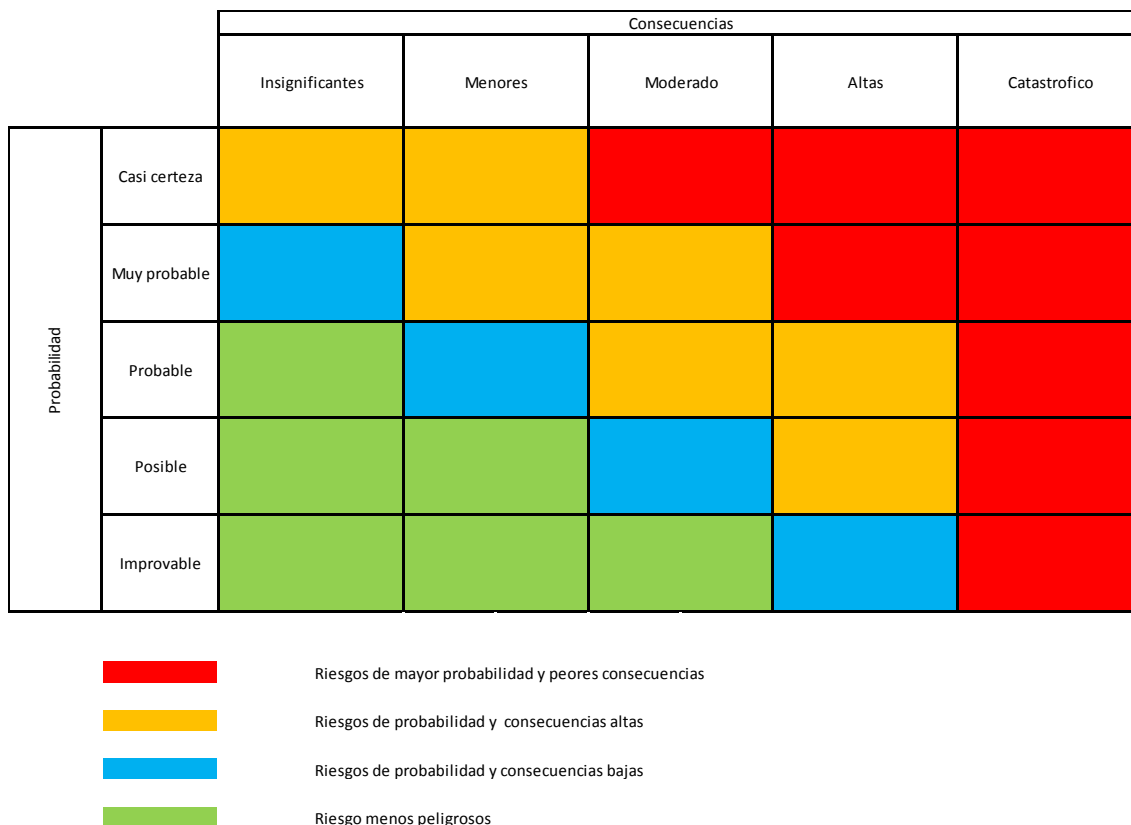 Consecuencias
Insignificantes
Menores
Moderado
Altas
Catastrofico
Probabilidad
Casi certeza
Muy probable
Probable
Posible
Improvable
Riesgos de mayor probabilidad y peores consecuencias
Riesgos de probabilidad y consecuencias altas
Riesgos de probabilidad y consecuencias bajas
Riesgo menos peligrosos